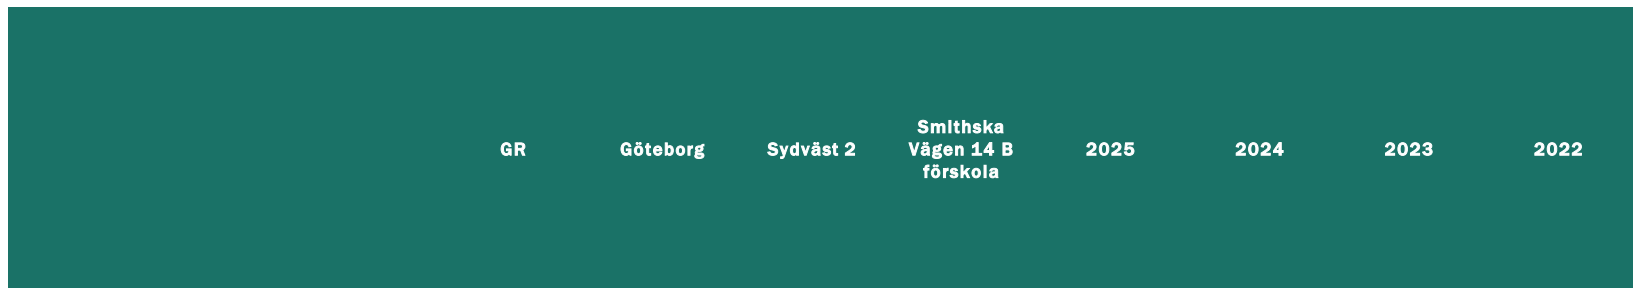 GR
Göteborg
Sydväst 2
Smithska
Vägen 14 B
förskola
2025
2024
2023
2022